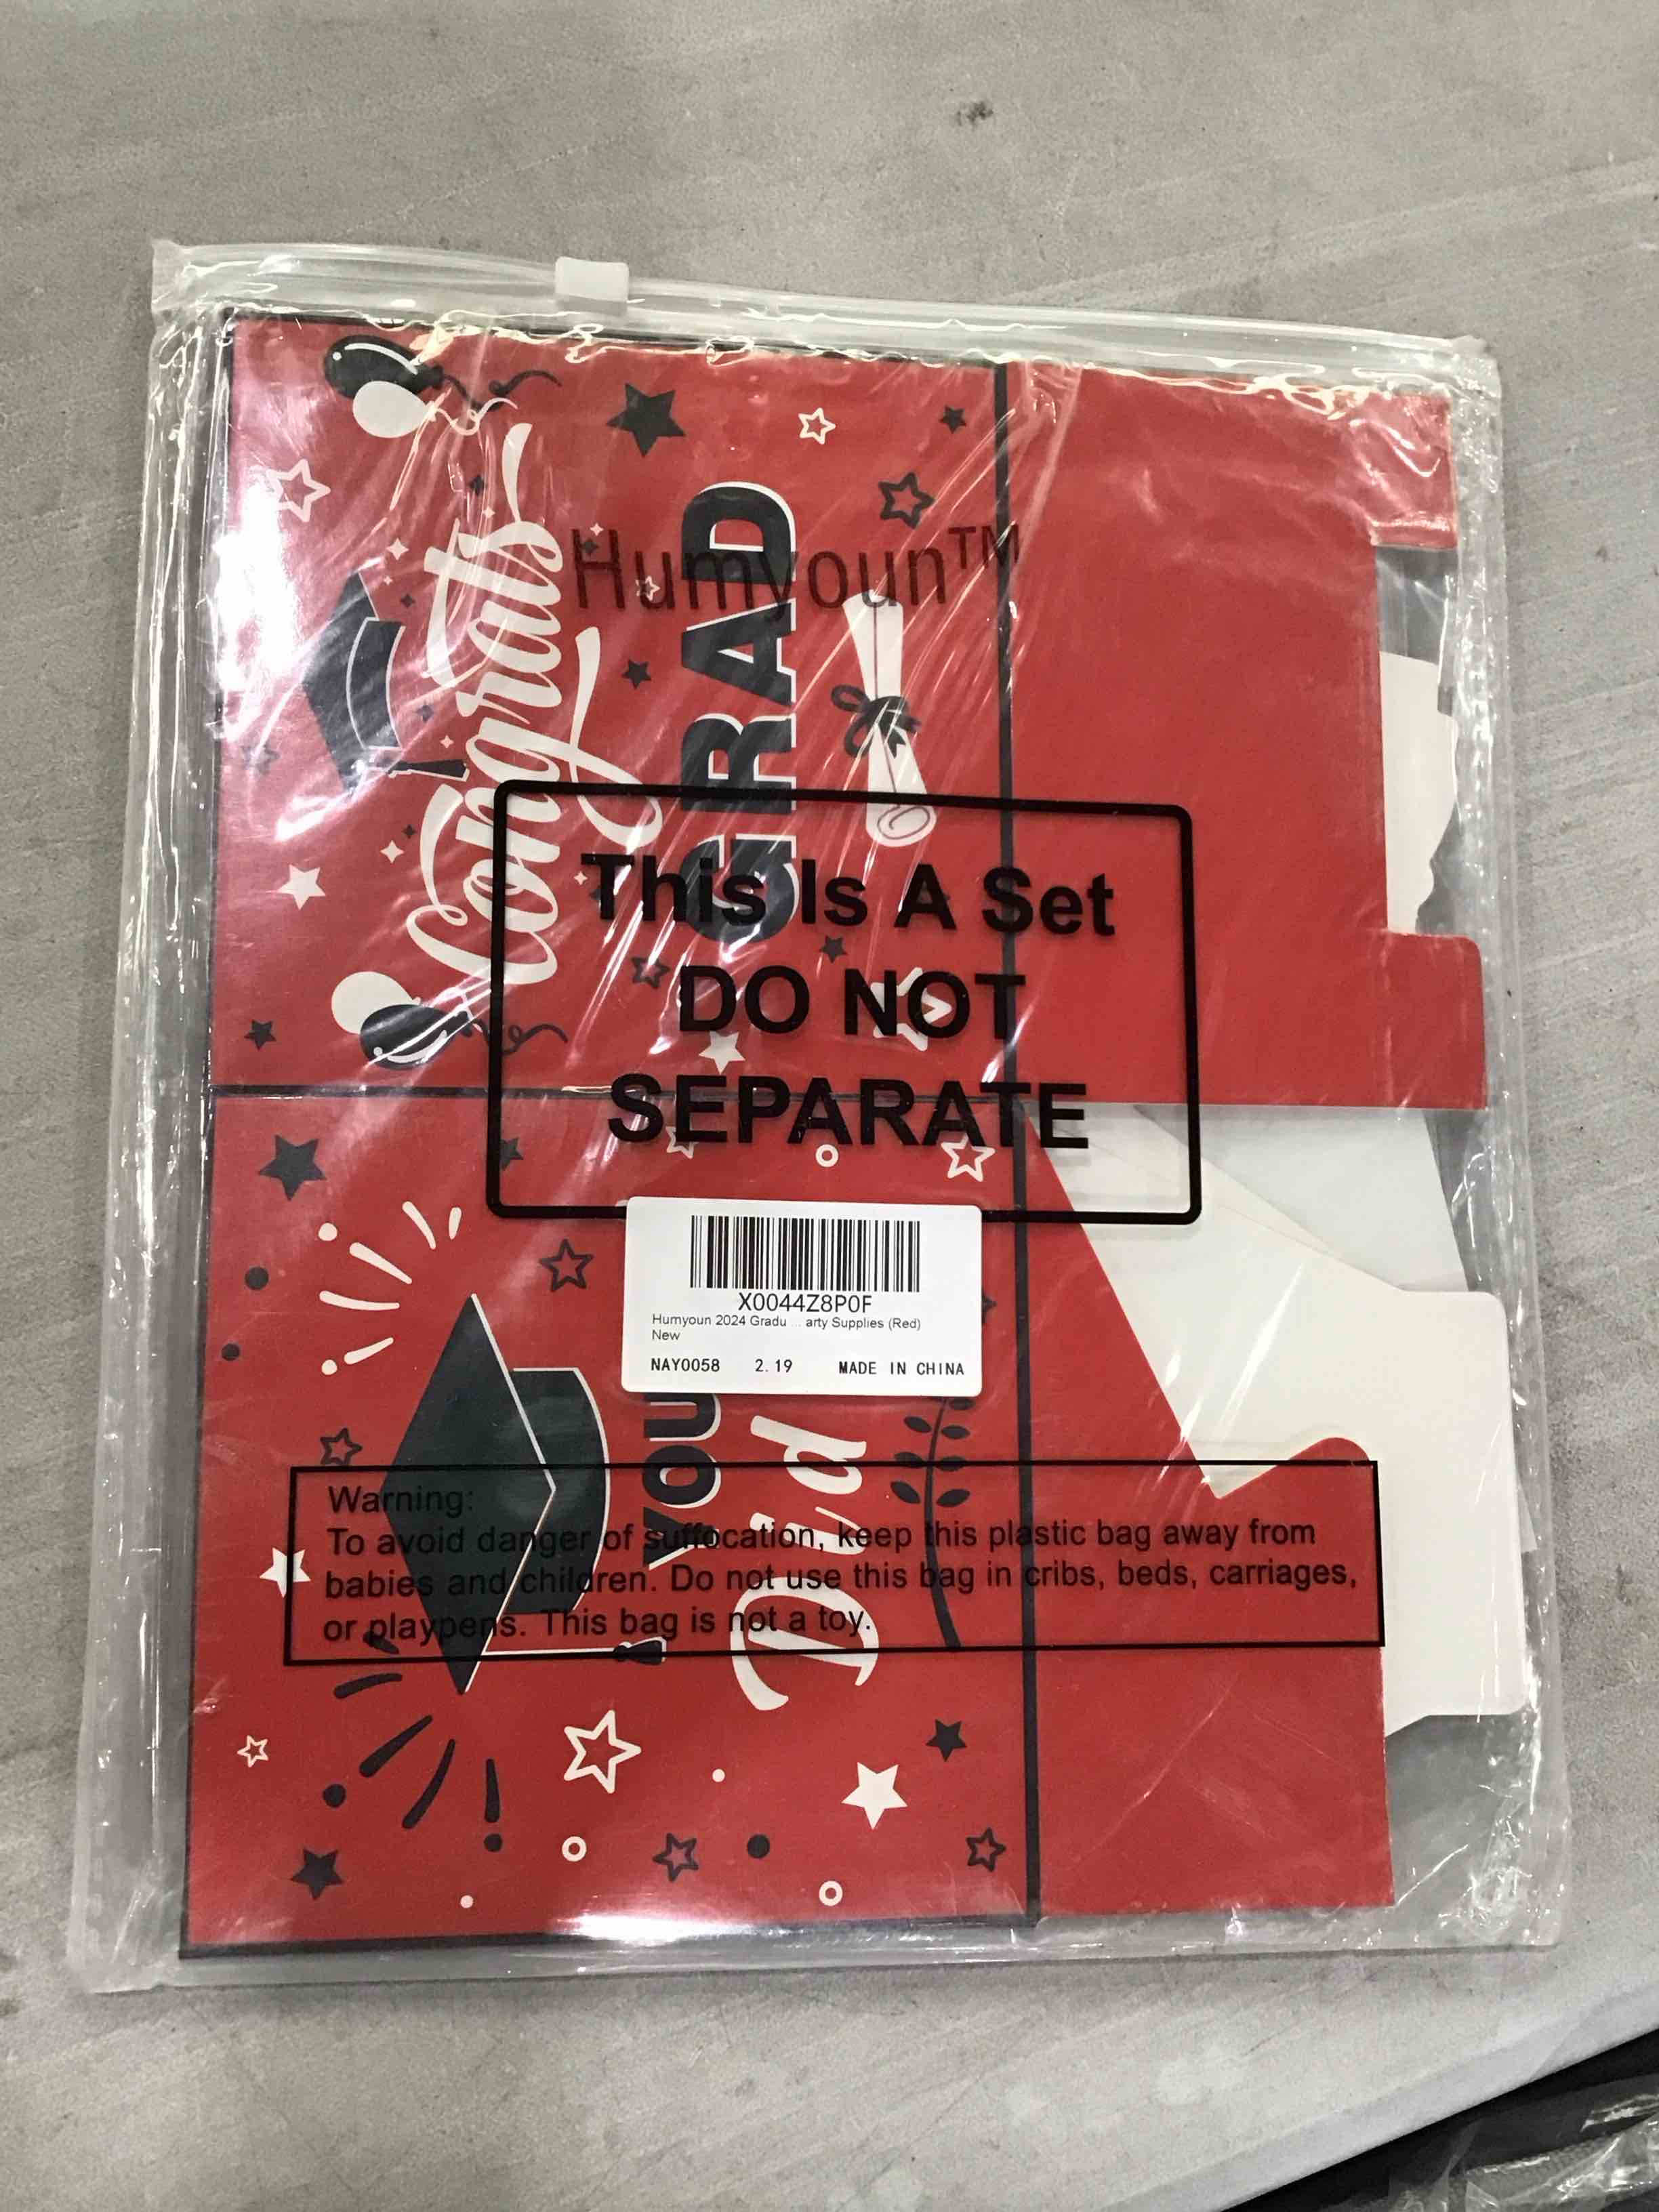 Humyoun™
Congrats
GRAD
This Is A Set
DO NOT
SEPARATE
X0044Z8P0F
Humyoun 2024 Gradu ... arty Supplies (Red)
New
NAY0058 2.19 MADE IN CHINA
YOU
Did
Warning:
To avoid danger of suffocation, keep this plastic bag away from
babies and children. Do not use this bag in cribs, beds, carriages,
or playpens. This bag is not a toy.